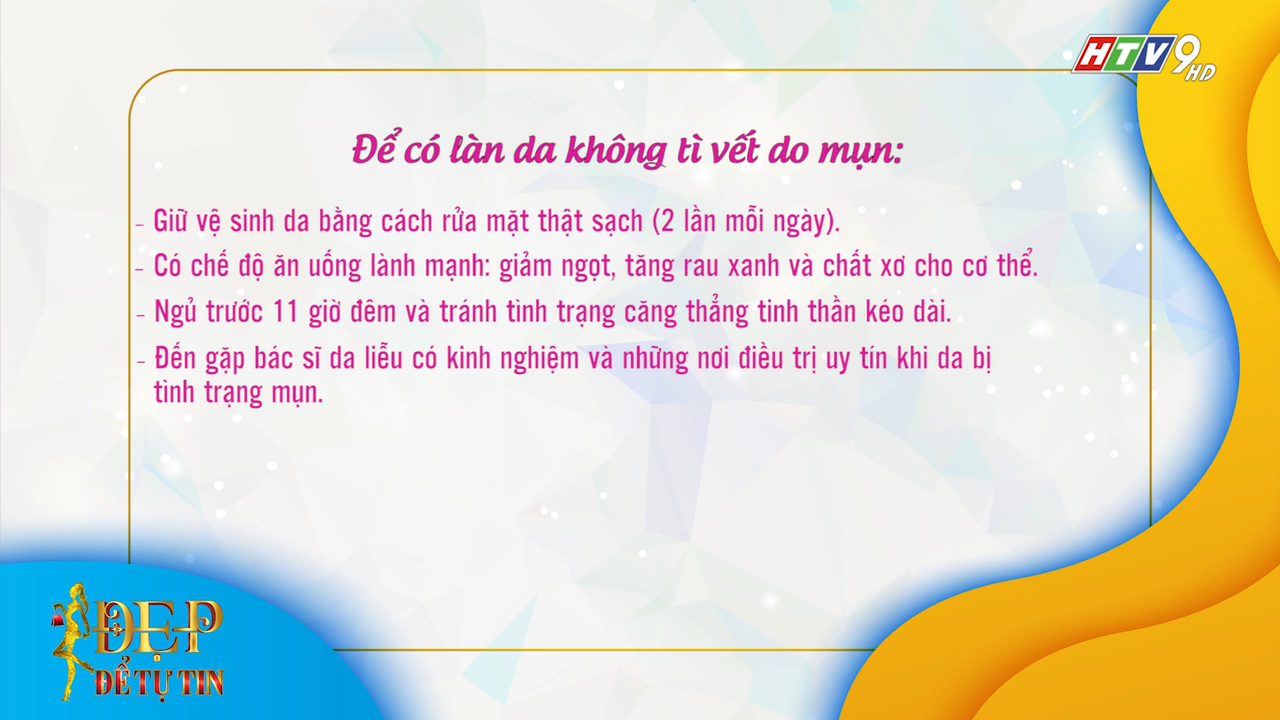 HTV9 HD
Để có làn da không tì vết do mụn:
- Giữ vệ sinh da bằng cách rửa mặt thật sạch (2 lần mỗi ngày).
- Có chế độ ăn uống lành mạnh: giảm ngọt, tăng rau xanh và chất xơ cho cơ thể.
- Ngủ trước 11 giờ đêm và tránh tình trạng căng thẳng tinh thần kéo dài.
- Đến gặp bác sĩ da liễu có kinh nghiệm và những nơi điều trị uy tín khi da bị
tình trạng mụn.
ĐẸP
ĐỂ TỰ TIN